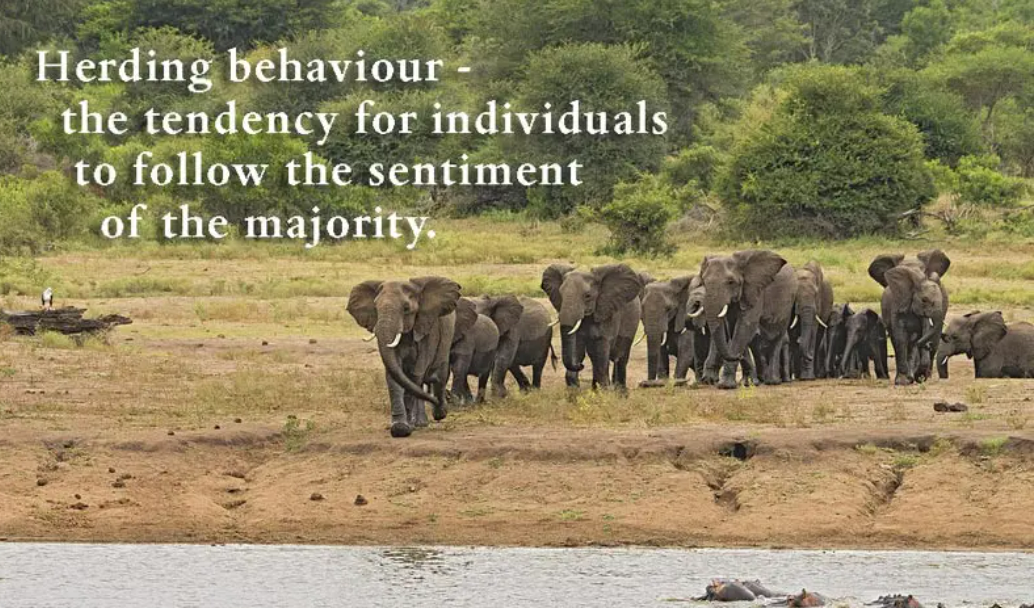 Herding behaviour -
the tendency for individuals
to follow the sentiment
of the majority.